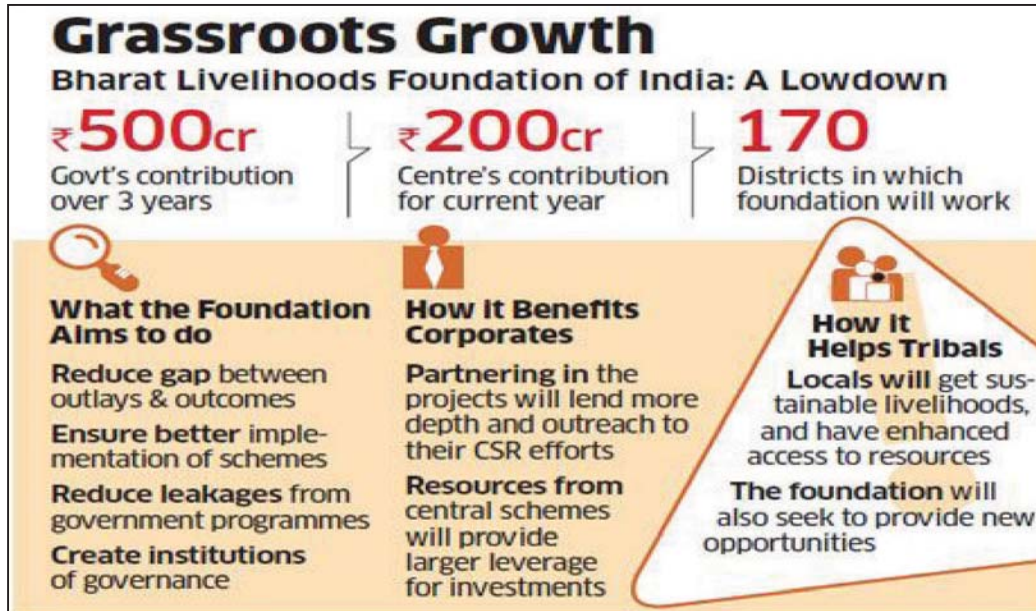 Grassroots Growth
Bharat Livelihoods Foundation of India: A Lowdown
₹500cr
Govt's contribution
over 3 years
₹200cr
Centre's contribution
for current year
170
Districts in which
foundation will work
What the Foundation
Aims to do
Reduce gap between
outlays & outcomes
Ensure better imple-
mentation of schemes
Reduce leakages from
government programmes
Create institutions
of governance
How it Benefits
Corporates
Partnering in the
projects will lend more
depth and outreach to
their CSR efforts
Resources from
central schemes
will provide
larger leverage
for investments
How it
Helps Tribals
Locals will get sus-
tainable livelihoods,
and have enhanced
access to resources
The foundation will
also seek to provide new
opportunities